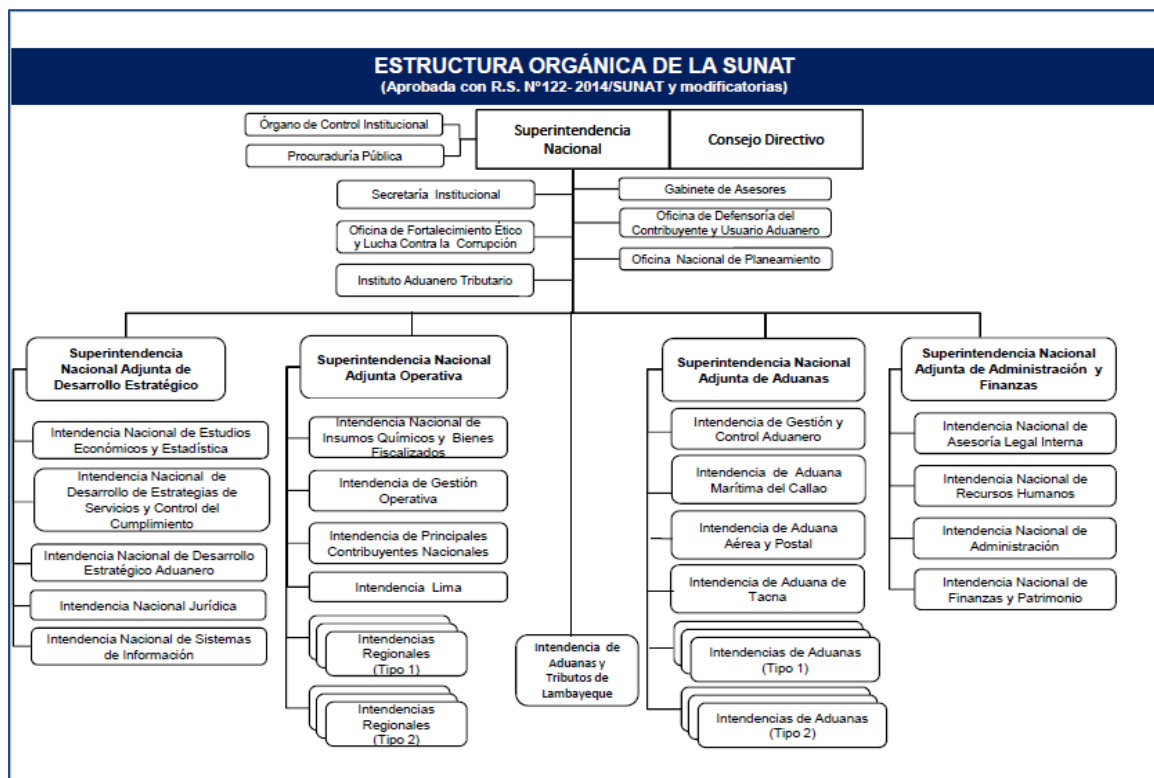 ESTRUCTURA ORGÁNICA DE LA SUNAT
(Aprobada con R.S. Nº122- 2014/SUNAT y modificatorias)
Órgano de Control Institucional
Procuraduría Pública
Superintendencia
Nacional
Consejo Directivo
Secretaría Institucional
Gabinete de Asesores
Oficina de Fortalecimiento Ético
y Lucha Contra la Corrupción
Oficina de Defensoría del
Contribuyente y Usuario Aduanero
Instituto Aduanero Tributario
Oficina Nacional de Planeamiento
Superintendencia
Nacional Adjunta de
Desarrollo Estratégico
Intendencia Nacional de Estudios
Económicos y Estadística
Intendencia Nacional de
Desarrollo de Estrategias de
Servicios y Control del
Cumplimiento
Intendencia Nacional de Desarrollo
Estratégico Aduanero
Intendencia Nacional Jurídica
Intendencia Nacional de Sistemas
de Información
Superintendencia Nacional
Adjunta Operativa
Intendencia Nacional de
Insumos Químicos y Bienes
Fiscalizados
Intendencia de Gestión
Operativa
Intendencia de Principales
Contribuyentes Nacionales
Intendencia Lima
Intendencias
Regionales
(Tipo 1)
Intendencias
Regionales
(Tipo 2)
Intendencia de
Aduanas y
Tributos de
Lambayeque
Superintendencia Nacional
Adjunta de Aduanas
Intendencia de Gestión y
Control Aduanero
Intendencia de Aduana
Marítima del Callao
Intendencia de Aduana
Aérea y Postal
Intendencia de Aduana de
Tacna
Intendencias de Aduanas
(Tipo 1)
Intendencias de Aduanas
(Tipo 2)
Superintendencia Nacional
Adjunta de Administración y
Finanzas
Intendencia Nacional de
Asesoría Legal Interna
Intendencia Nacional de
Recursos Humanos
Intendencia Nacional de
Administración
Intendencia Nacional de
Finanzas y Patrimonio